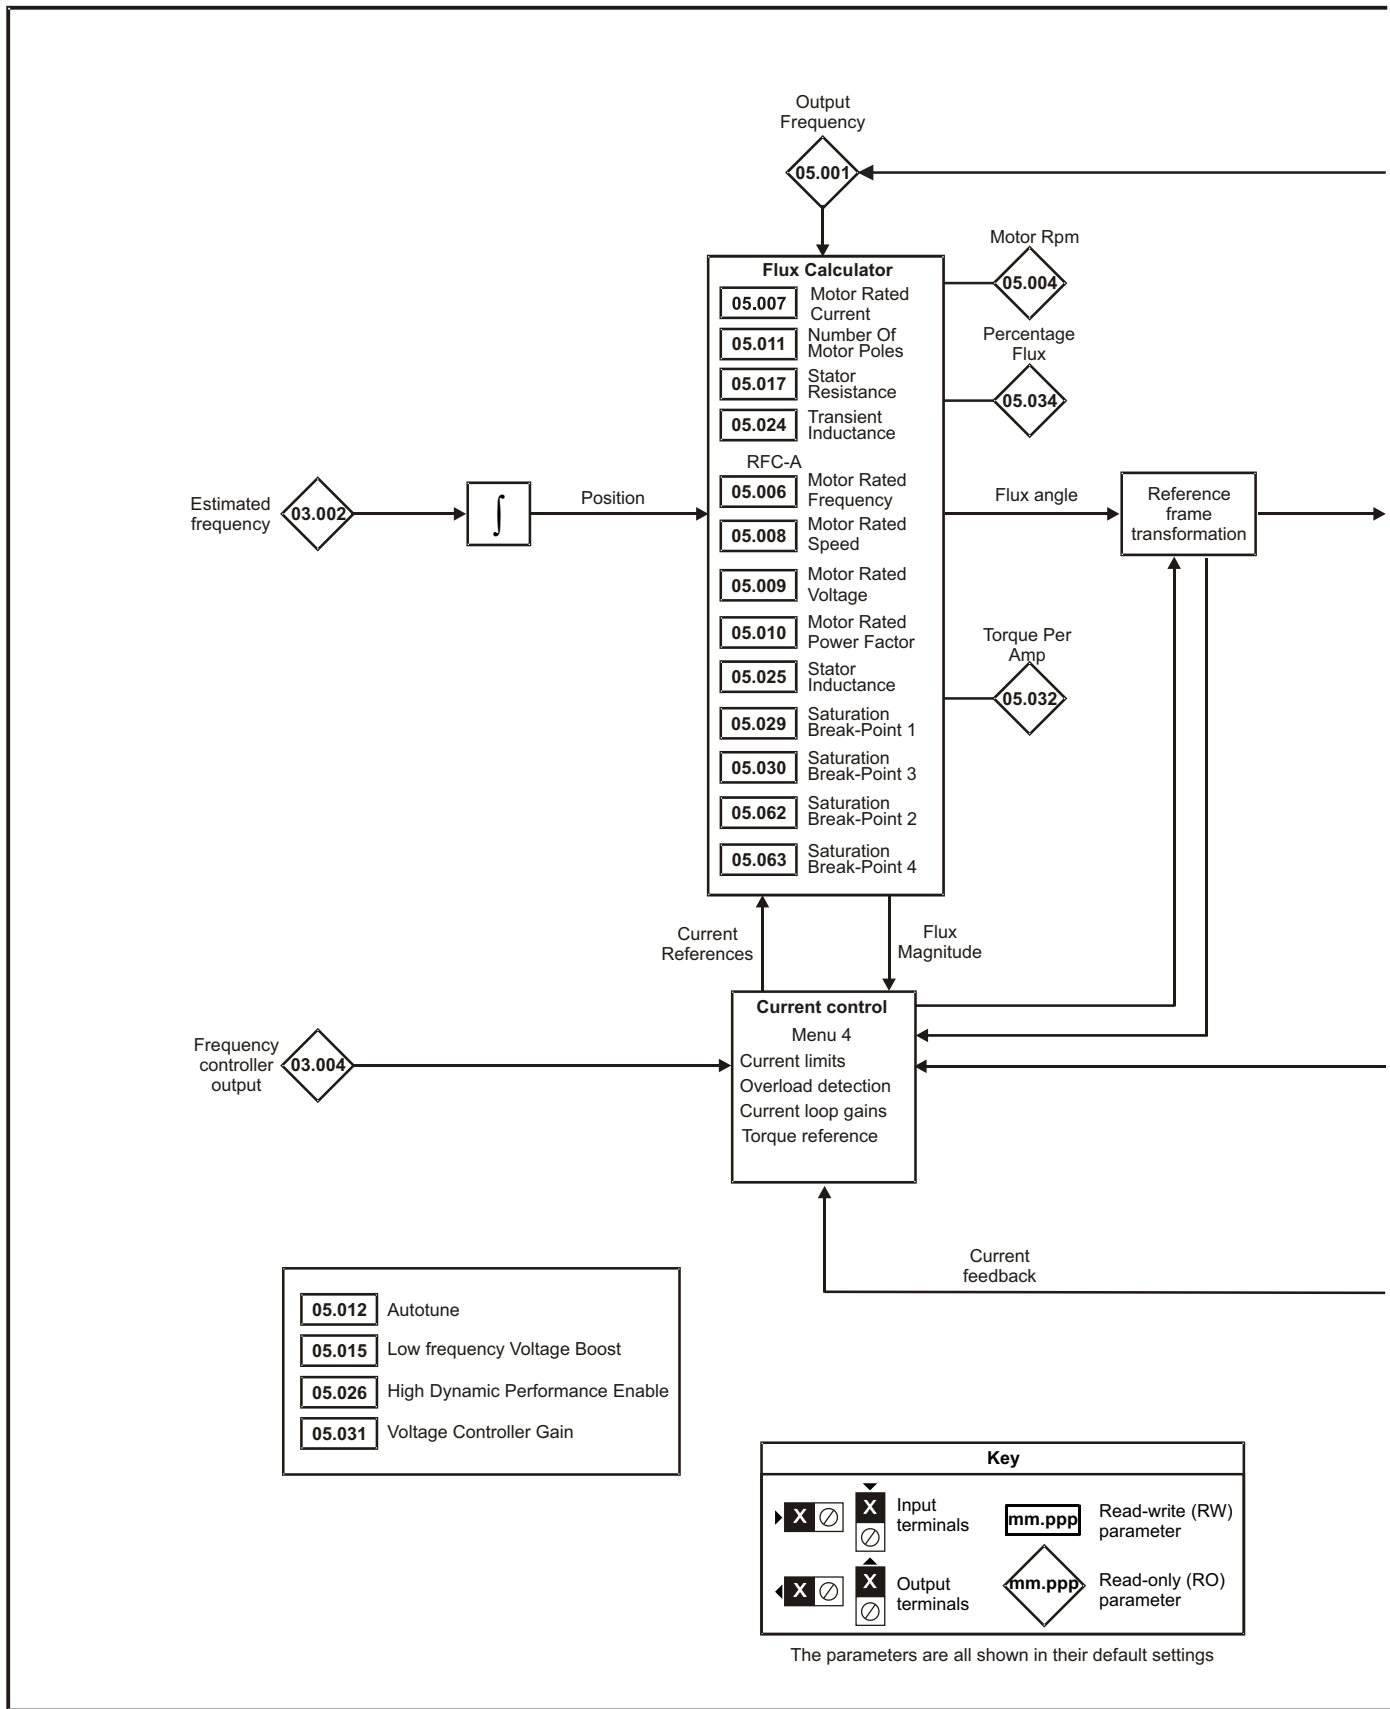 Output
Frequency
05.001
Motor Rpm
05.004
Percentage
Flux
05.034
Flux Calculator
05.007 Motor Rated
Current
05.011 Number Of
Motor Poles
05.017 Stator
Resistance
05.024 Transient
Inductance
RFC-A
05.006 Motor Rated
Frequency
05.008 Motor Rated
Speed
05.009 Motor Rated
Voltage
05.010 Motor Rated
Power Factor
05.025 Stator
Inductance
05.029 Saturation
Break-Point 1
05.030 Saturation
Break-Point 3
05.062 Saturation
Break-Point 2
05.063 Saturation
Break-Point 4
Estimated
frequency
03.002
∫
Position
Flux angle
Reference
frame
transformation
Torque Per
Amp
05.032
Current
References
Flux
Magnitude
Frequency
controller
output
03.004
Current control
Menu 4
Current limits
Overload detection
Current loop gains
Torque reference
Current
feedback
05.012 Autotune
05.015 Low frequency Voltage Boost
05.026 High Dynamic Performance Enable
05.031 Voltage Controller Gain
Key
X X Input
terminals
mm.ppp Read-write (RW)
parameter
X X Output
terminals
mm.ppp Read-only (RO)
parameter
The parameters are all shown in their default settings